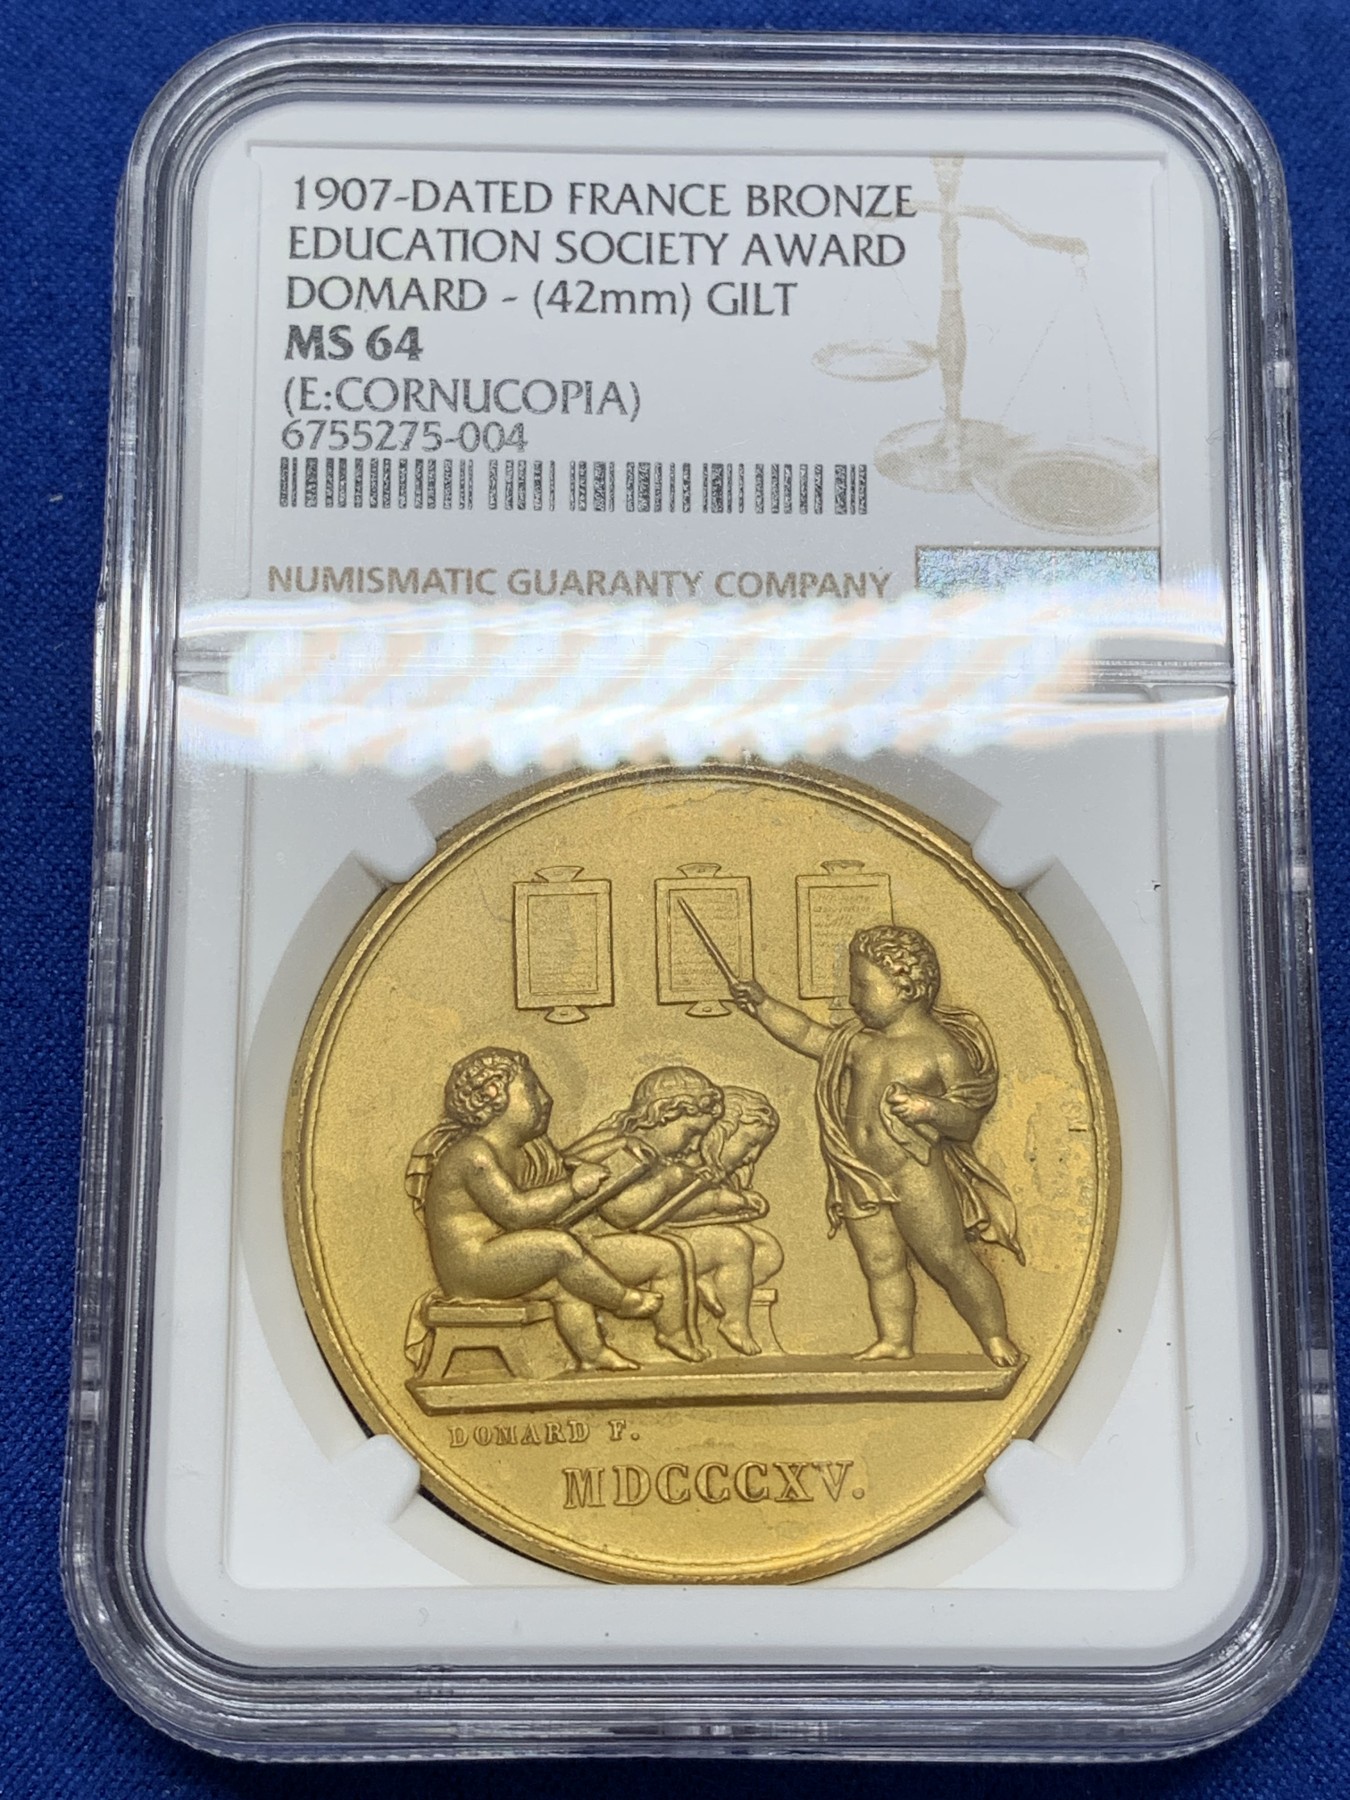 1907-DATED FRANCE BRONZE
EDUCATION SOCIETY AWARD
DOMARD - (42mm) GILT
MS 64
(E:CORNUCOPIA)
6755275-004
NUMISMATIC GUARANTY COMPANY
DOMARD F.
MDCCCXV.